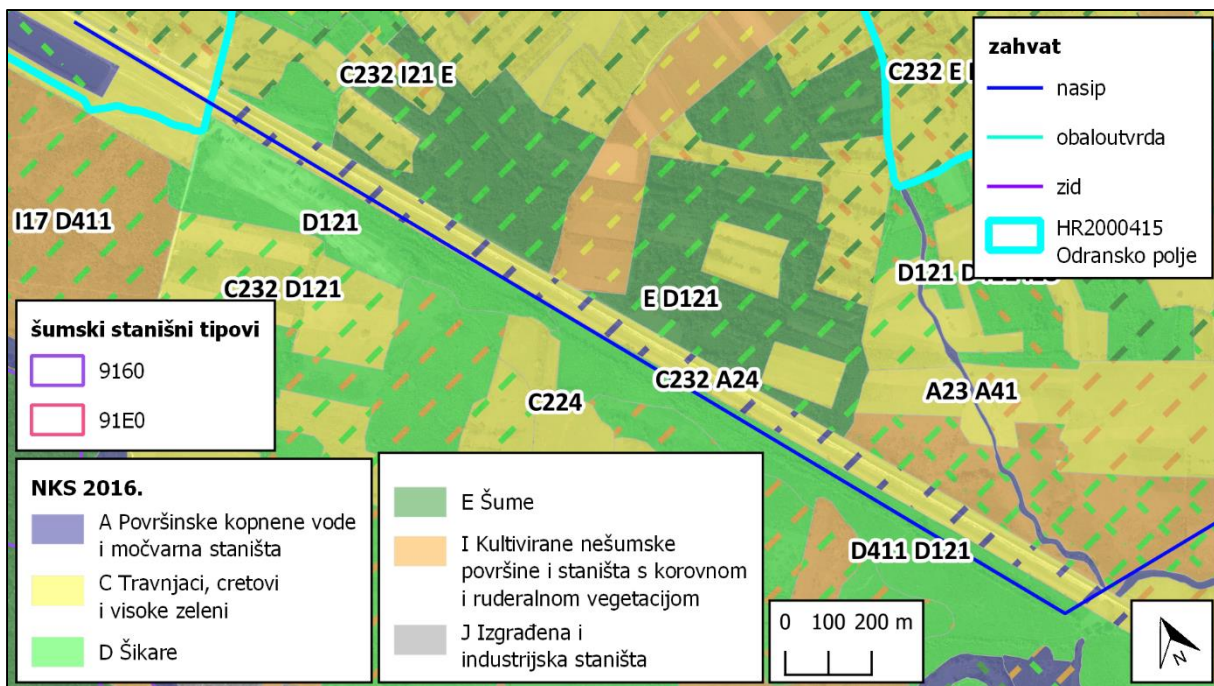 C232 I21 E
C232 E
I17 D411
D121
C232 D121
E D121
D121 D
C224
C232 A24
A23 A41
D411 D121
zahvat
nasip
obaloutvrda
zid
HR2000415
Odransko polje
šumski stanišni tipovi
9160
91E0
NKS 2016.
A Površinske kopnene vode
i močvarna staništa
C Travnjaci, cretovi
i visoke zeleni
D Šikare
E Šume
I Kultivirane nešumske
površine i staništa s korovnom
i ruderalnom vegetacijom
J Izgrađena i
industrijska staništa
0 100 200 m
N